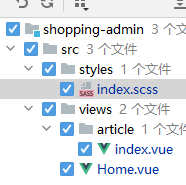 shopping-admin 3 个文件
src 3 个文件
styles 1 个文件
SASS index.scss
views 2 个文件
article 1 个文件
index.vue
Home.vue